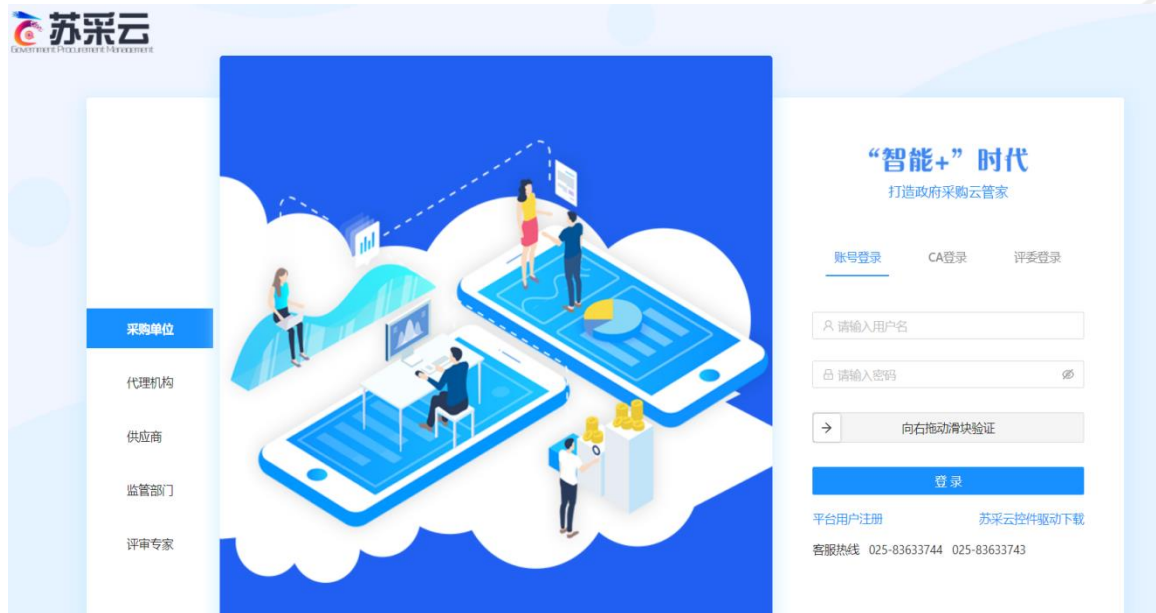 苏采云
Government Procurement Management
“智能+”时代
打造政府采购云管家
账号登录 CA登录 评委登录
采购单位
代理机构
供应商
监管部门
评审专家
请输入用户名
请输入密码
向右拖动滑块验证
登录
平台用户注册 苏采云控件驱动下载
客服热线 025-83633744 025-83633743